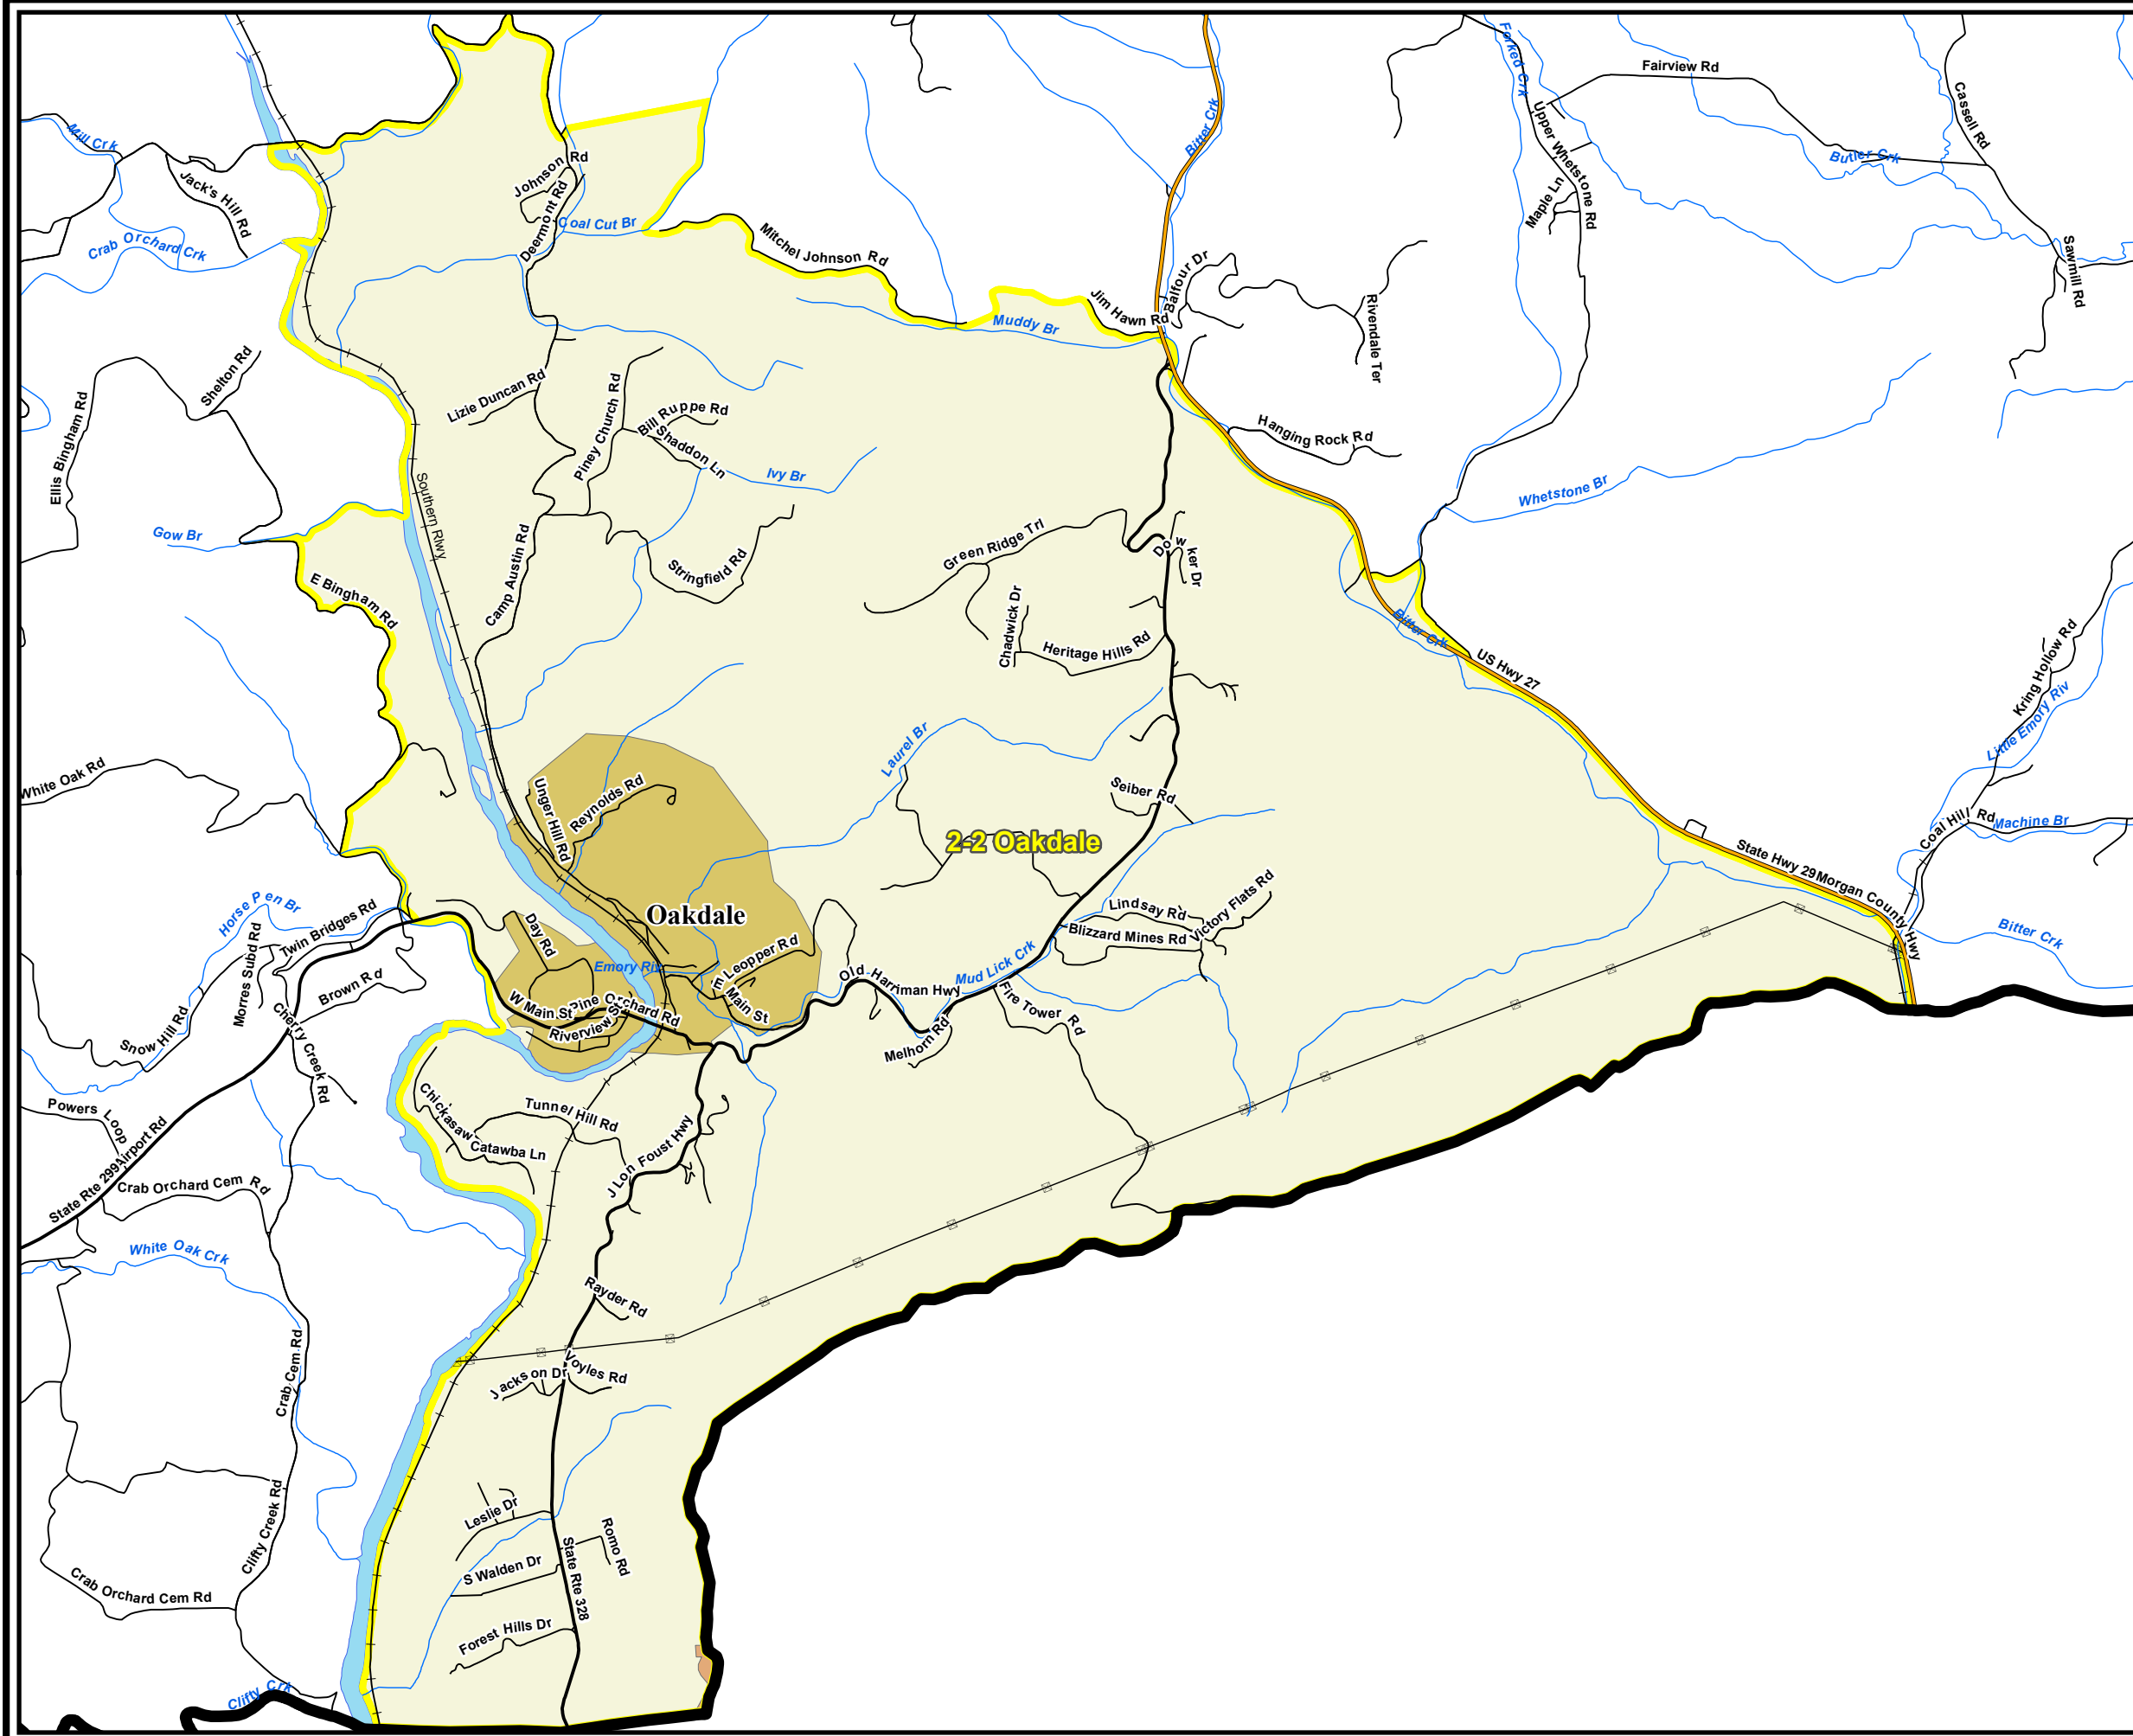 Forked Crk
Fairview Rd
Cassell Rd
Mill Crk
Bitter Crk
Upper Whetstone Rd
Butler Crk
Jack's Hill Rd
Johnson Rd
Deermont Rd
Maple Ln
Coal Cut Br
Crab Orchard Crk
Mitchel Johnson Rd
Sawmill Rd
Balfour Dr
Jim Hawn Rd
Muddy Br
Rivendale Ter
Shelton Rd
Lizie Duncan Rd
Ellis Bingham Rd
Piney Church Rd
Bill Ruppe Rd
Shaddon Ln
Hanging Rock Rd
Ivy Br
Whetstone Br
Southern Rlwy
Gow Br
Camp Austin Rd
Green Ridge Trl
Dowker Dr
Stringfield Rd
E Bingham Rd
Chadwick Dr
Heritage Hills Rd
Bitter Crk
US Hwy 27
Kring Hollow Rd
Little Emory Riv
Laurel Br
White Oak Rd
Unger Hill Rd
Reynolds Rd
Seiber Rd
2-2 Oakdale
Coal Hill Rd
Machine Br
State Hwy 29
Morgan County Hwy
Horse Pen Br
Twin Bridges Rd
Oakdale
Day Rd
Lindsay Rd
Victory Flats Rd
Blizzard Mines Rd
Bitter Crk
Morres Subd Rd
Emory Riv
E Leopper Rd
Old Harriman Hwy
Mud Lick Crk
Brown Rd
W Main St
Pine Orchard Rd
E Main St
Riverview St
Fire Tower Rd
Snow Hill Rd
Cherry Creek Rd
Melhorn Rd
Powers Loop
Chickasaw
Tunnel Hill Rd
Catawba Ln
J Lon Foust Hwy
State Rte 299
Airport Rd
Crab Orchard Cem Rd
White Oak Crk
Rayder Rd
Crab Cem Rd
Jackson Dr
Voyles Rd
Leslie Dr
Romo Rd
Clifty Creek Rd
S Walden Dr
State Rte 328
Crab Orchard Cem Rd
Forest Hills Dr
Clifty Crk